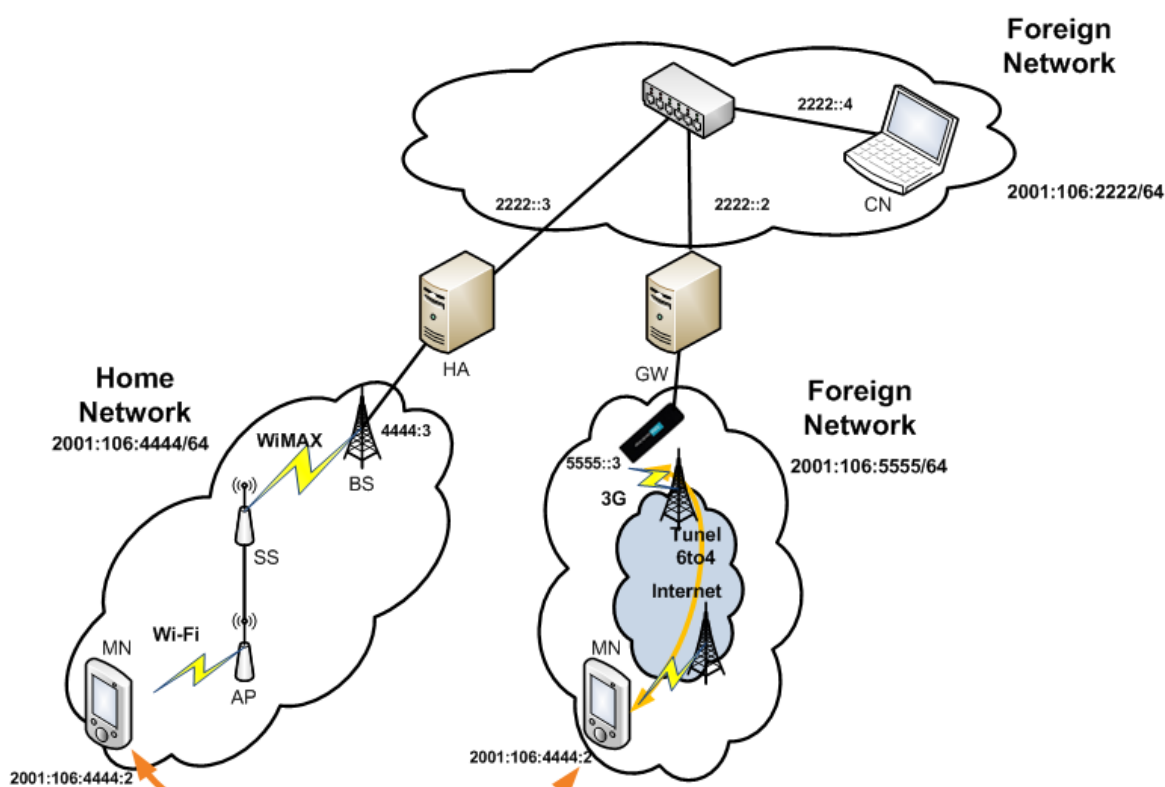 Foreign
Network
2222::4
CN
2001:106:2222/64
2222::3
2222::2
HA
GW
Home
Network
2001:106:4444/64
WiMAX
4444:3
BS
SS
Wi-Fi
MN
AP
2001:106:4444:2
Foreign
Network
2001:106:5555/64
5555::3
3G
Tunel
6to4
Internet
MN
2001:106:4444:2